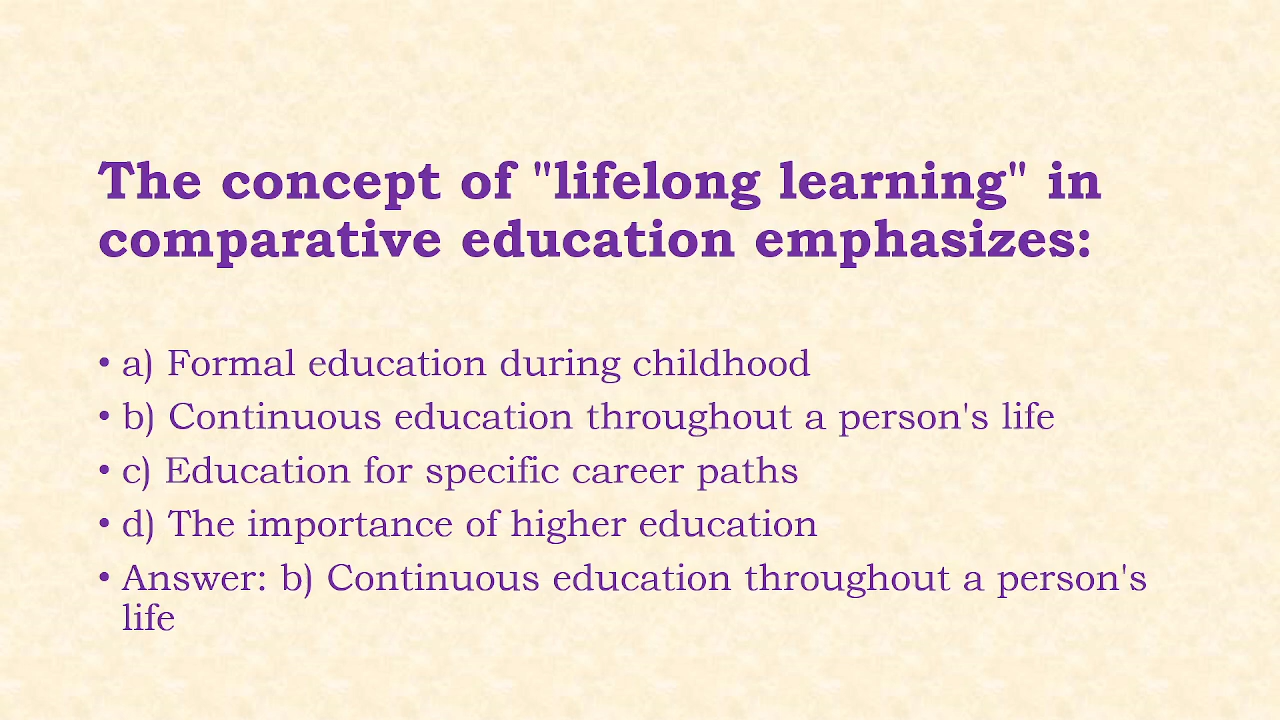 The concept of "lifelong learning" in
comparative education emphasizes:
• a) Formal education during childhood
• b) Continuous education throughout a person's life
• c) Education for specific career paths
• d) The importance of higher education
• Answer: b) Continuous education throughout a person's
life